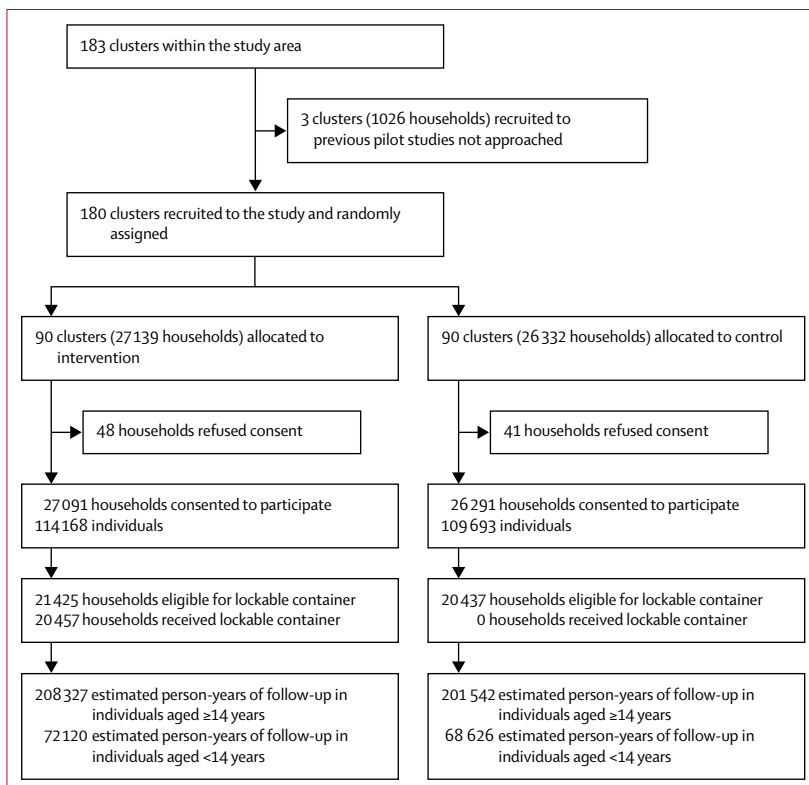 183 clusters within the study area
3 clusters (1026 households) recruited to
previous pilot studies not approached
180 clusters recruited to the study and randomly
assigned
90 clusters (27 139 households) allocated to
intervention
90 clusters (26 332 households) allocated to control
48 households refused consent
41 households refused consent
27 091 households consented to participate
114 168 individuals
26 291 households consented to participate
109 693 individuals
21 425 households eligible for lockable container
20 457 households received lockable container
20 437 households eligible for lockable container
0 households received lockable container
208 327 estimated person-years of follow-up in
individuals aged ≥14 years
72 120 estimated person-years of follow-up in
individuals aged <14 years
201 542 estimated person-years of follow-up in
individuals aged ≥14 years
68 626 estimated person-years of follow-up in
individuals aged <14 years